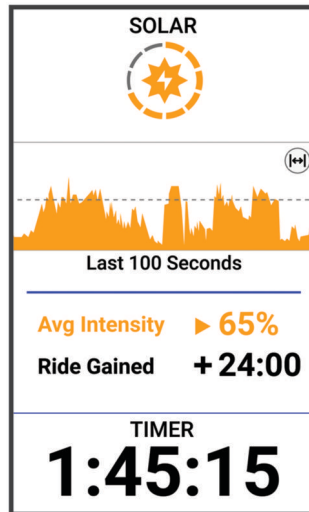 SOLAR
Last 100 Seconds
Avg Intensity ▶ 65%
Ride Gained + 24:00
TIMER
1:45:15